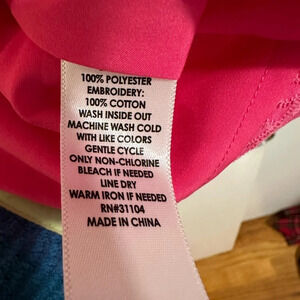 100% POLYESTER
EMBROIDERY:
100% COTTON
WASH INSIDE OUT
MACHINE WASH COLD
WITH LIKE COLORS
GENTLE CYCLE
ONLY NON-CHLORINE
BLEACH IF NEEDED
LINE DRY
WARM IRON IF NEEDED
RN#31104
MADE IN CHINA